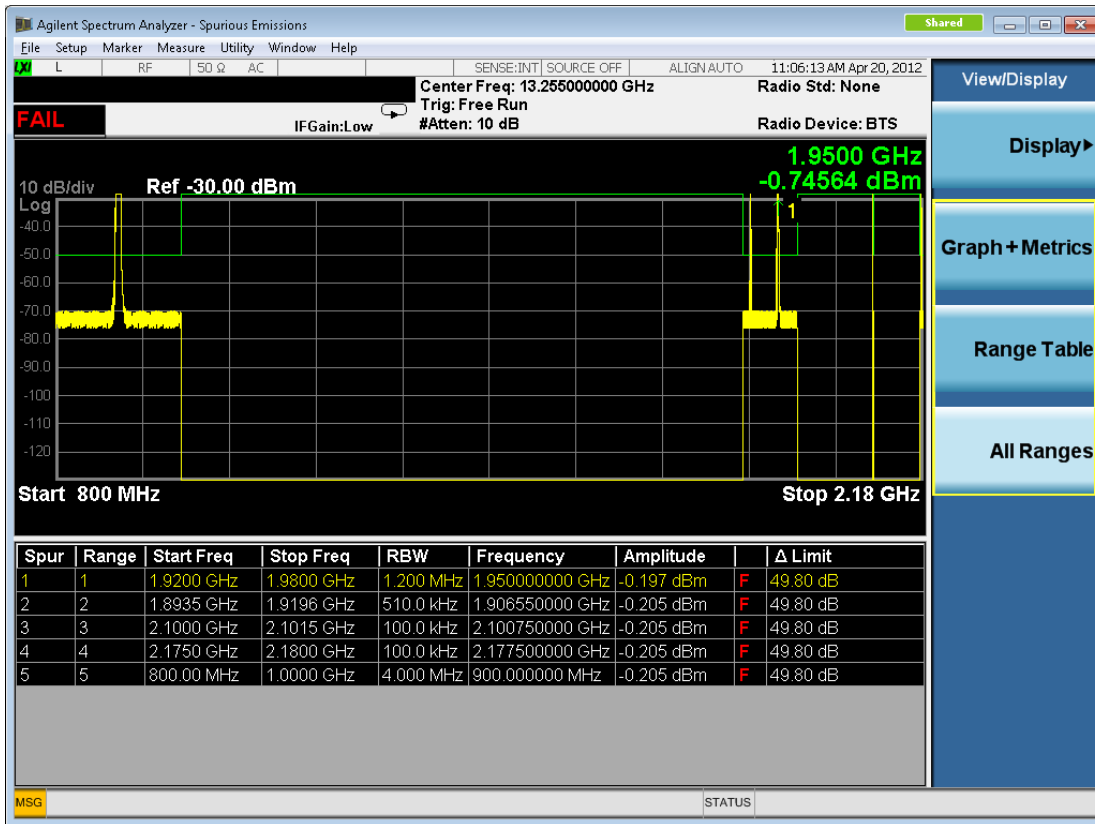 Agilent Spectrum Analyzer - Spurious Emissions
Shared
File Setup Marker Measure Utility Window Help
LXI L RF 50 Ω AC SENSE:INT SOURCE OFF ALIGN AUTO 11:06:13 AM Apr 20, 2012
Center Freq: 13.255000000 GHz Radio Std: None
Trig: Free Run
FAIL IFGain:Low #Atten: 10 dB Radio Device: BTS
1.9500 GHz
10 dB/div Ref -30.00 dBm -0.74564 dBm
Log
1
-40.0
-50.0
-60.0
-70.0
-80.0
-90.0
-100
-110
-120
Start 800 MHz Stop 2.18 GHz
Spur Range Start Freq Stop Freq RBW Frequency Amplitude Δ Limit
1 1 1.9200 GHz 1.9800 GHz 1.200 MHz 1.950000000 GHz -0.197 dBm F 49.80 dB
2 2 1.8935 GHz 1.9196 GHz 510.0 kHz 1.906550000 GHz -0.205 dBm F 49.80 dB
3 3 2.1000 GHz 2.1015 GHz 100.0 kHz 2.100750000 GHz -0.205 dBm F 49.80 dB
4 4 2.1750 GHz 2.1800 GHz 100.0 kHz 2.177500000 GHz -0.205 dBm F 49.80 dB
5 5 800.00 MHz 1.0000 GHz 4.000 MHz 900.000000 MHz -0.205 dBm F 49.80 dB
MSG STATUS
View/Display
Display
Graph + Metrics
Range Table
All Ranges